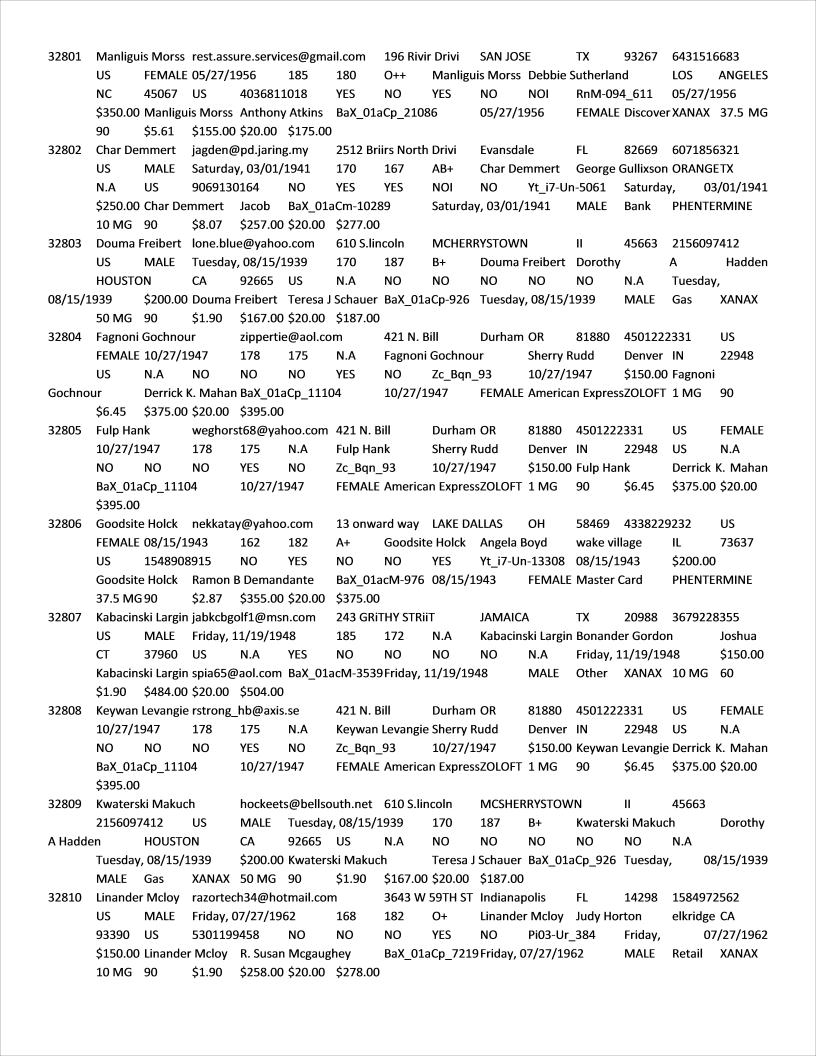 32801 Manliguis Morss rest.assure.services@gmail.com 196 Rivir Drivi SAN JOSE TX 93267 6431516683
US FEMALE 05/27/1956 185 180 O++ Manliguis Morss Debbie Sutherland LOS ANGELES
NC 45067 US 4036811018 YES NO YES NO NOI RnM-094_611 05/27/1956
$350.00 Manliguis Morss Anthony Atkins BaX_01aCp_21086 05/27/1956 FEMALE Discover XANAX 37.5 MG
90 $5.61 $155.00 $20.00 $175.00
32802 Char Demmert jagden@pd.jaring.my 2512 Briirs North Drivi Evansdale FL 82669 6071856321
US MALE Saturday, 03/01/1941 170 167 AB+ Char Demmert George Gullixson ORANGE TX
N.A US 9069130164 NO YES YES NOI NO Yt_i7-Un-5061 Saturday, 03/01/1941
$250.00 Char Demmert Jacob BaX_01aCm-10289 Saturday, 03/01/1941 MALE Bank PHENTERMINE
10 MG 90 $8.07 $257.00 $20.00 $277.00
32803 Douma Freibert lone.blue@yahoo.com 610 S.lincoln MCHERRYSTOWN II 45663 2156097412
US MALE Tuesday, 08/15/1939 170 187 B+ Douma Freibert Dorothy A Hadden
HOUSTON CA 92665 US N.A NO NO NO NO N.A Tuesday,
08/15/1939 $200.00 Douma Freibert Teresa J Schauer BaX_01aCp-926 Tuesday, 08/15/1939 MALE Gas XANAX
50 MG 90 $1.90 $167.00 $20.00 $187.00
32804 Fagnoni Gochnour zippertie@aol.com 421 N. Bill Durham OR 81880 4501222331 US
FEMALE 10/27/1947 178 175 N.A Fagnoni Gochnour Sherry Rudd Denver IN 22948
US N.A NO NO NO YES NO Zc_Bqn_93 10/27/1947 $150.00 Fagnoni
Gochnour Derrick K. Mahan BaX_01aCp_11104 10/27/1947 FEMALE American Express ZOLOFT 1 MG 90
$6.45 $375.00 $20.00 $395.00
32805 Fulp Hank weghorst68@yahoo.com 421 N. Bill Durham OR 81880 4501222331 US FEMALE
10/27/1947 178 175 N.A Fulp Hank Sherry Rudd Denver IN 22948 US N.A
NO NO NO YES NO Zc_Bqn_93 10/27/1947 $150.00 Fulp Hank Derrick K. Mahan
BaX_01aCp_11104 10/27/1947 FEMALE American Express ZOLOFT 1 MG 90 $6.45 $375.00 $20.00
$395.00
32806 Goodsite Holck nekkatay@yahoo.com 13 onward way LAKE DALLAS OH 58469 4338229232 US
FEMALE 08/15/1943 162 182 A+ Goodsite Holck Angela Boyd wake village IL 73637
US 1548908915 NO YES NO NO YES Yt_i7-Un-13308 08/15/1943 $200.00
Goodsite Holck Ramon B Demandante BaX_01acM-976 08/15/1943 FEMALE Master Card PHENTERMINE
37.5 MG 90 $2.87 $355.00 $20.00 $375.00
32807 Kabacinski Largin jabkcbgolf1@msn.com 243 GRiTHY STRiiT JAMAICA TX 20988 3679228355
US MALE Friday, 11/19/1948 185 172 N.A Kabacinski Largin Bonander Gordon Joshua
CT 37960 US N.A YES NO NO NO NO N.A Friday, 11/19/1948 $150.00
Kabacinski Largin spia65@aol.com BaX_01acM-3539 Friday, 11/19/1948 MALE Other XANAX 10 MG 60
$1.90 $484.00 $20.00 $504.00
32808 Keywan Levangie rstrong_hb@axis.se 421 N. Bill Durham OR 81880 4501222331 US FEMALE
10/27/1947 178 175 N.A Keywan Levangie Sherry Rudd Denver IN 22948 US N.A
NO NO NO YES NO Zc_Bqn_93 10/27/1947 $150.00 Keywan Levangie Derrick K. Mahan
BaX_01aCp_11104 10/27/1947 FEMALE American Express ZOLOFT 1 MG 90 $6.45 $375.00 $20.00
$395.00
32809 Kwaterski Makuch hockeets@bellsouth.net 610 S.lincoln MCSHERRYSTOWN II 45663
2156097412 US MALE Tuesday, 08/15/1939 170 187 B+ Kwaterski Makuch Dorothy
A Hadden HOUSTON CA 92665 US N.A NO NO NO NO N.A
Tuesday, 08/15/1939 $200.00 Kwaterski Makuch Teresa J Schauer BaX_01aCp_926 Tuesday, 08/15/1939
MALE Gas XANAX 50 MG 90 $1.90 $167.00 $20.00 $187.00
32810 Linander Mcloy razortech34@hotmail.com 3643 W 59TH ST Indianapolis FL 14298 1584972562
US MALE Friday, 07/27/1962 168 182 O+ Linander Mcloy Judy Horton elkridge CA
93390 US 5301199458 NO NO NO YES NO Pi03-Ur_384 Friday, 07/27/1962
$150.00 Linander Mcloy R. Susan Mcgaughey BaX_01aCp_7219 Friday, 07/27/1962 MALE Retail XANAX
10 MG 90 $1.90 $258.00 $20.00 $278.00